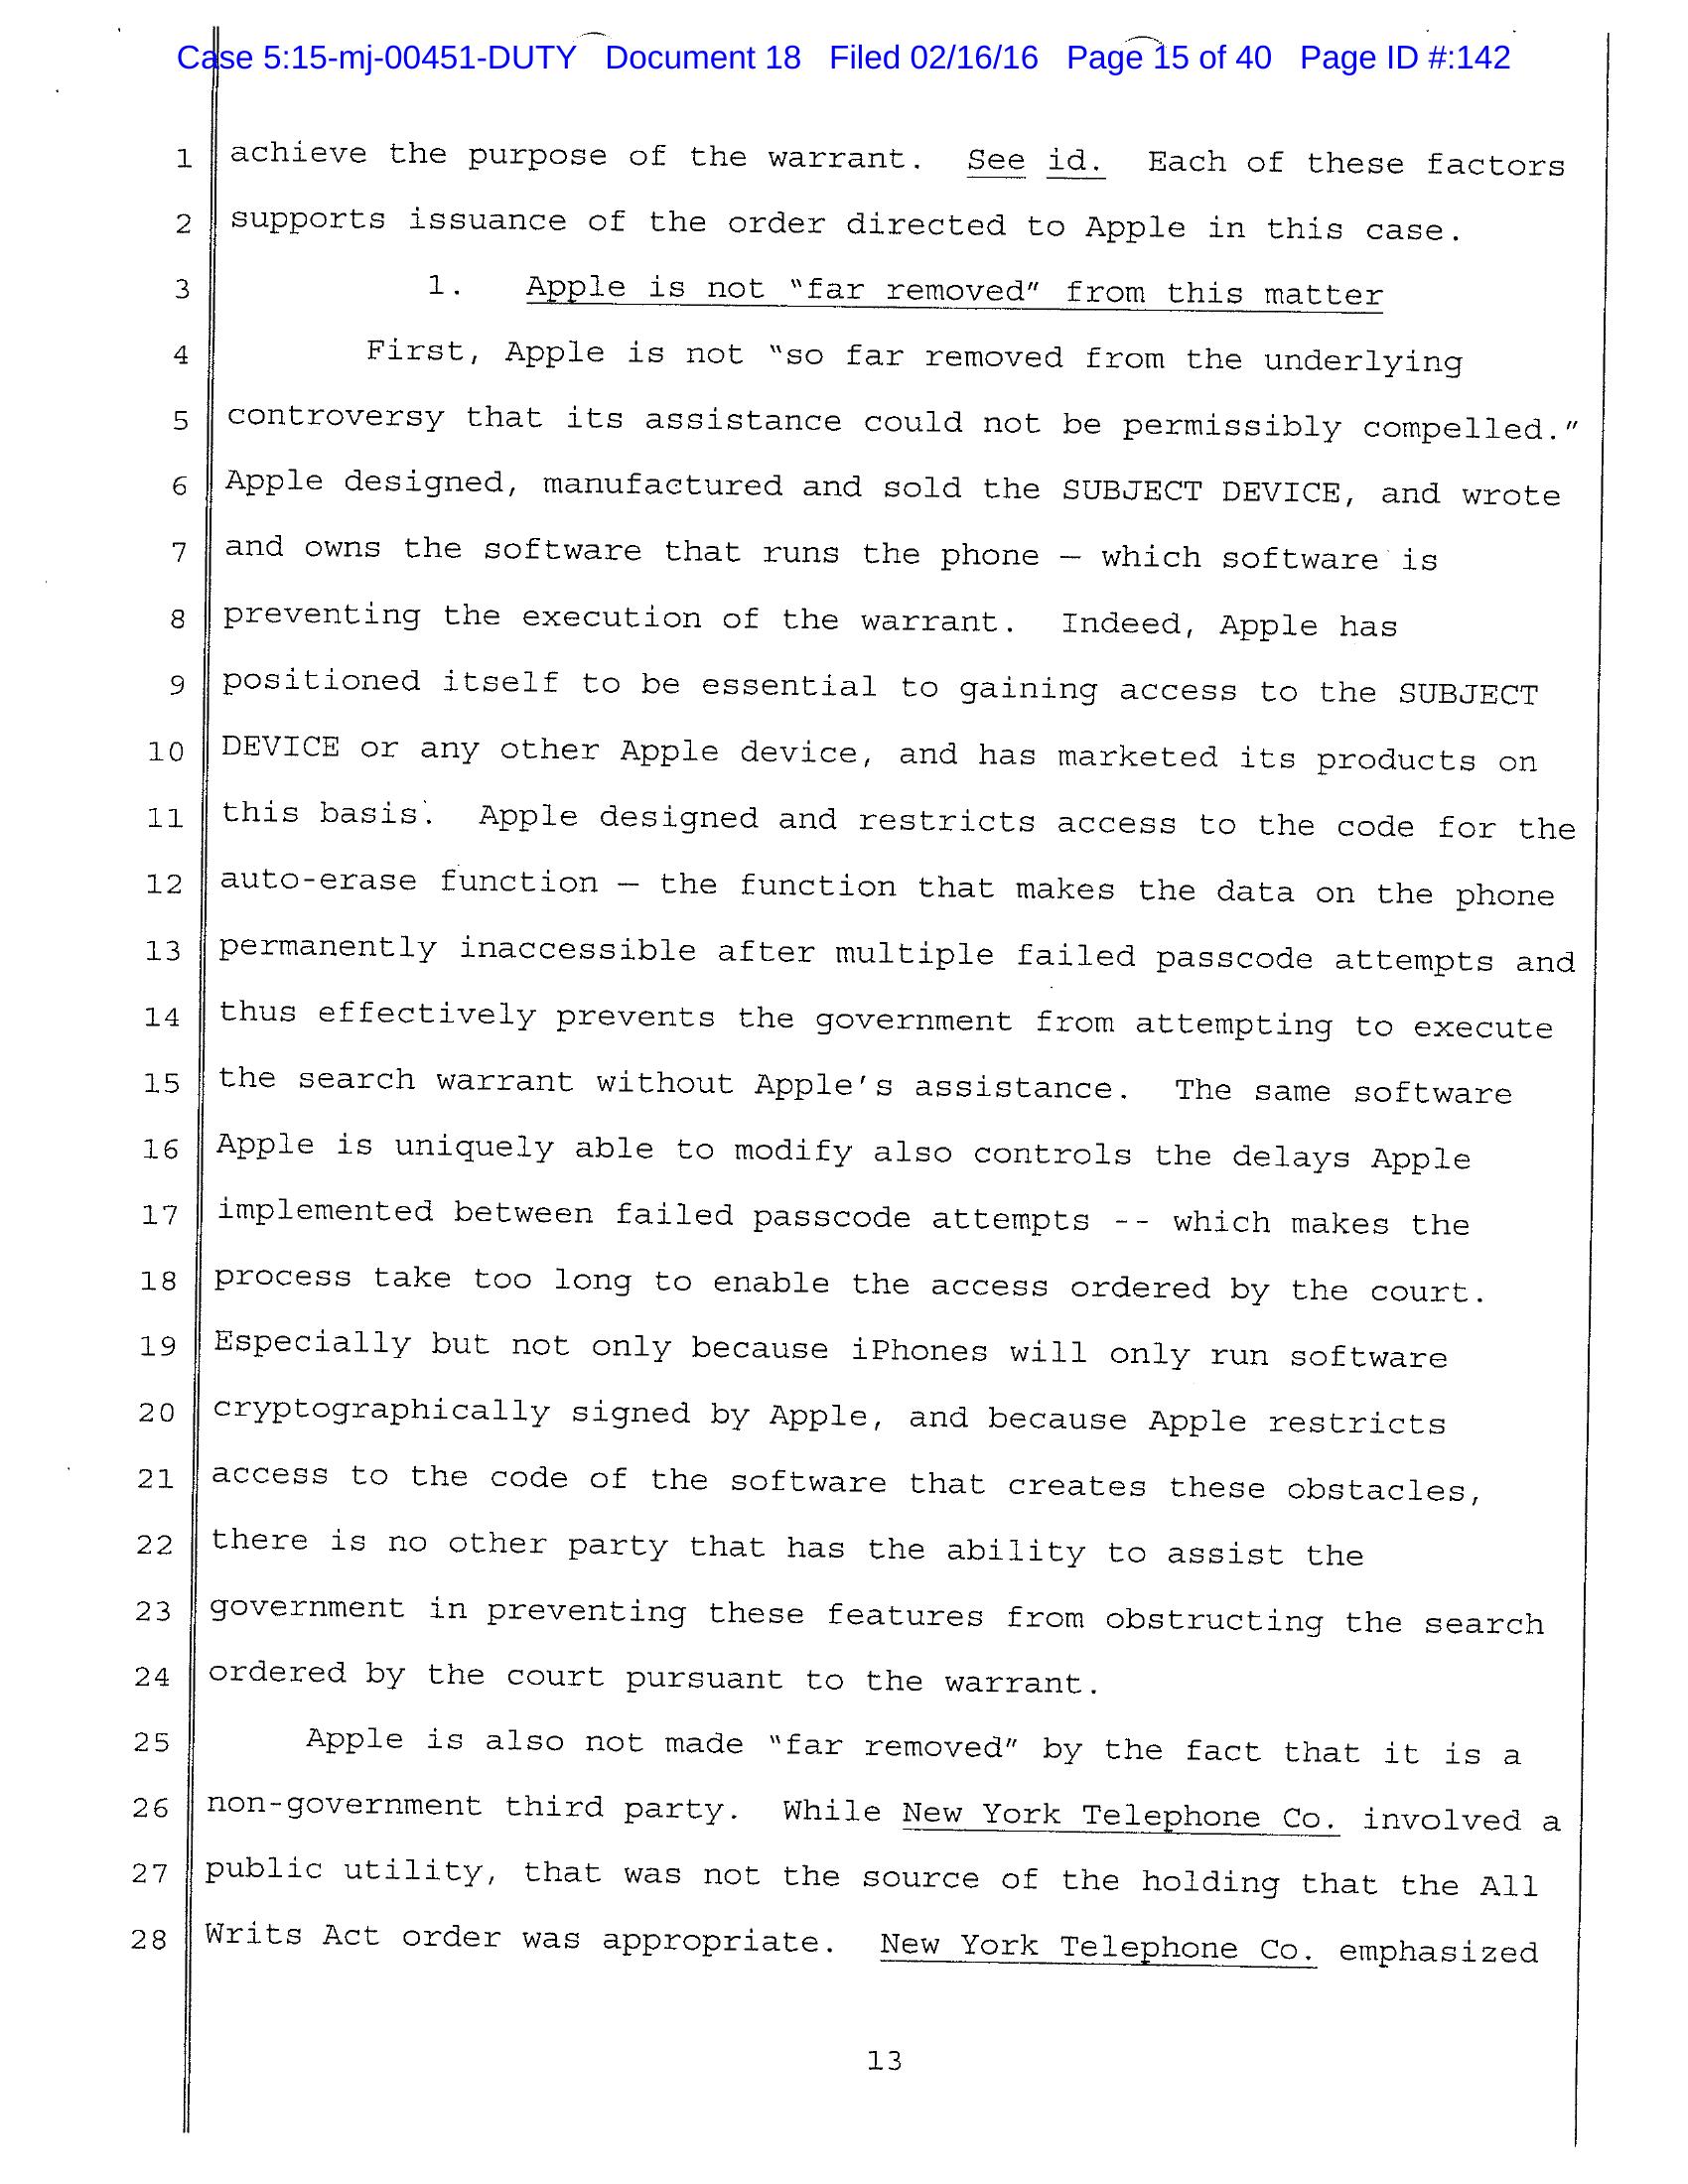 Case 5:15-mj-00451-DUTY Document 18 Filed 02/16/16 Page 15 of 40 Page ID #:142
1 achieve the purpose of the warrant. See id. Each of these factors
2 supports issuance of the order directed to Apple in this case.
3 1. Apple is not “far removed” from this matter
4 First, Apple is not “so far removed from the underlying
5 controversy that its assistance could not be permissibly compelled.”
6 Apple designed, manufactured and sold the SUBJECT DEVICE, and wrote
7 and owns the software that runs the phone — which software is
8 preventing the execution of the warrant. Indeed, Apple has
9 positioned itself to be essential to gaining access to the SUBJECT
10 DEVICE or any other Apple device, and has marketed its products on
11 this basis. Apple designed and restricts access to the code for the
12 auto-erase function — the function that makes the data on the phone
13 permanently inaccessible after multiple failed passcode attempts and
14 thus effectively prevents the government from attempting to execute
15 the search warrant without Apple’s assistance. The same software
16 Apple is uniquely able to modify also controls the delays Apple
17 implemented between failed passcode attempts -- which makes the
18 process take too long to enable the access ordered by the court.
19 Especially but not only because iPhones will only run software
20 cryptographically signed by Apple, and because Apple restricts
21 access to the code of the software that creates these obstacles,
22 there is no other party that has the ability to assist the
23 government in preventing these features from obstructing the search
24 ordered by the court pursuant to the warrant.
25 Apple is also not made “far removed” by the fact that it is a
26 non-government third party. While New York Telephone Co. involved a
27 public utility, that was not the source of the holding that the All
28 Writs Act order was appropriate. New York Telephone Co. emphasized
13